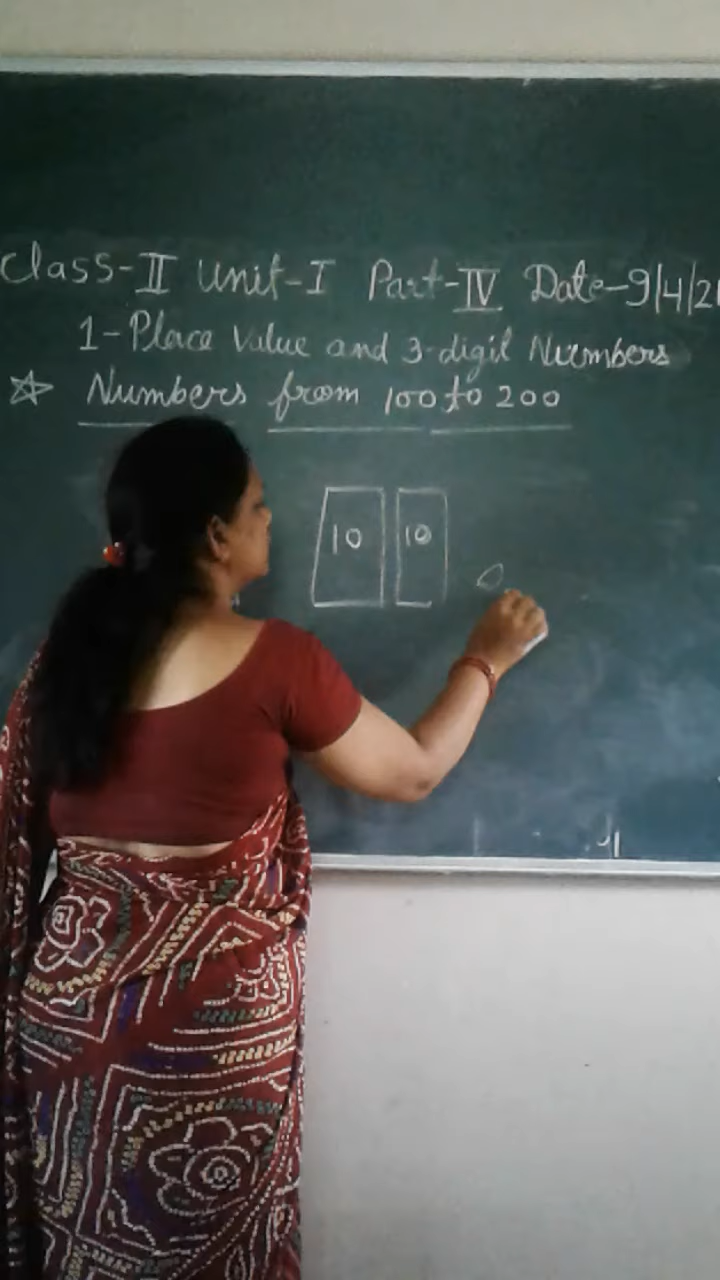 Class-II Unit-I Part-IV Date-9/4/21
1-Place Value and 3-digit Numbers
☆ Numbers from 100 to 200
10 10